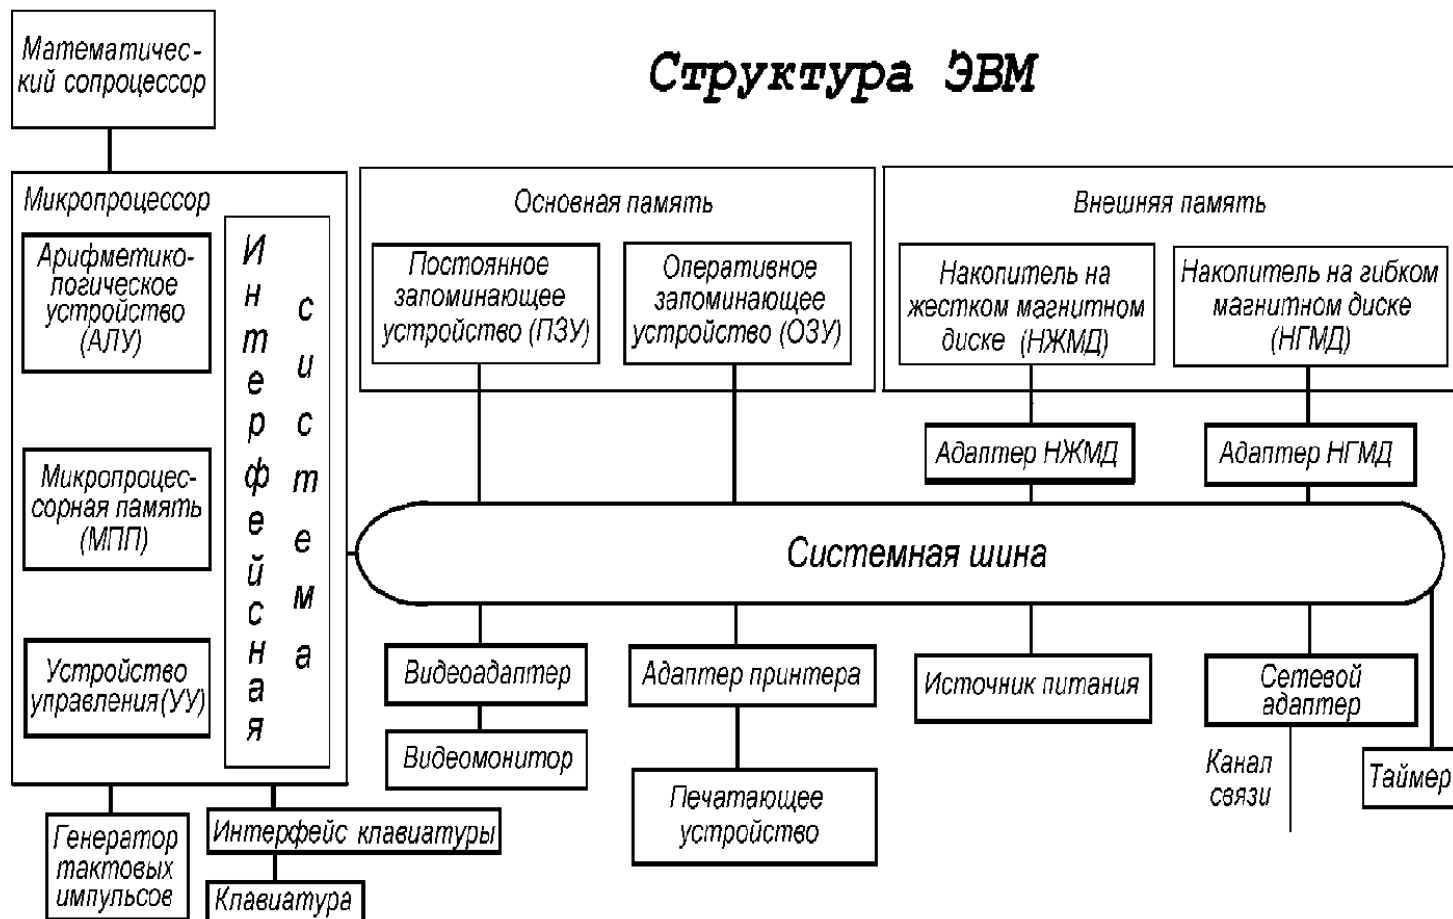 Структура ЭВМ
Математичес-
кий сопроцессор
Микропроцессор
Арифметико-
логическое
устройство
(АЛУ)
Микропроцес-
сорная память
(МПП)
Устройство
управления(УУ)
Интерфейсная
система
Основная память
Постоянное
запоминающее
устройство (ПЗУ)
Оперативное
запоминающее
устройство (ОЗУ)
Внешняя память
Накопитель на
жестком магнитном
диске (НЖМД)
Накопитель на гибком
магнитном диске
(НГМД)
Адаптер НЖМД
Адаптер НГМД
Системная шина
Видеоадаптер
Адаптер принтера
Источник питания
Сетевой
адаптер
Видеомонитор
Печатающее
устройство
Канал
связи
Таймер
Генератор
тактовых
импульсов
Интерфейс клавиатуры
Клавиатура